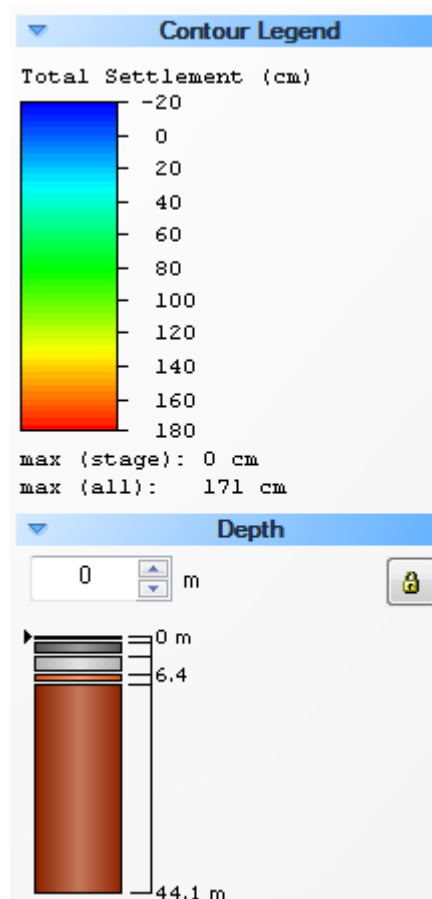 Contour Legend
Total Settlement (cm)
-20
0
20
40
60
80
100
120
140
160
180
max (stage): 0 cm
max (all): 171 cm
Depth
0 m
0 m
6.4
44.1 m